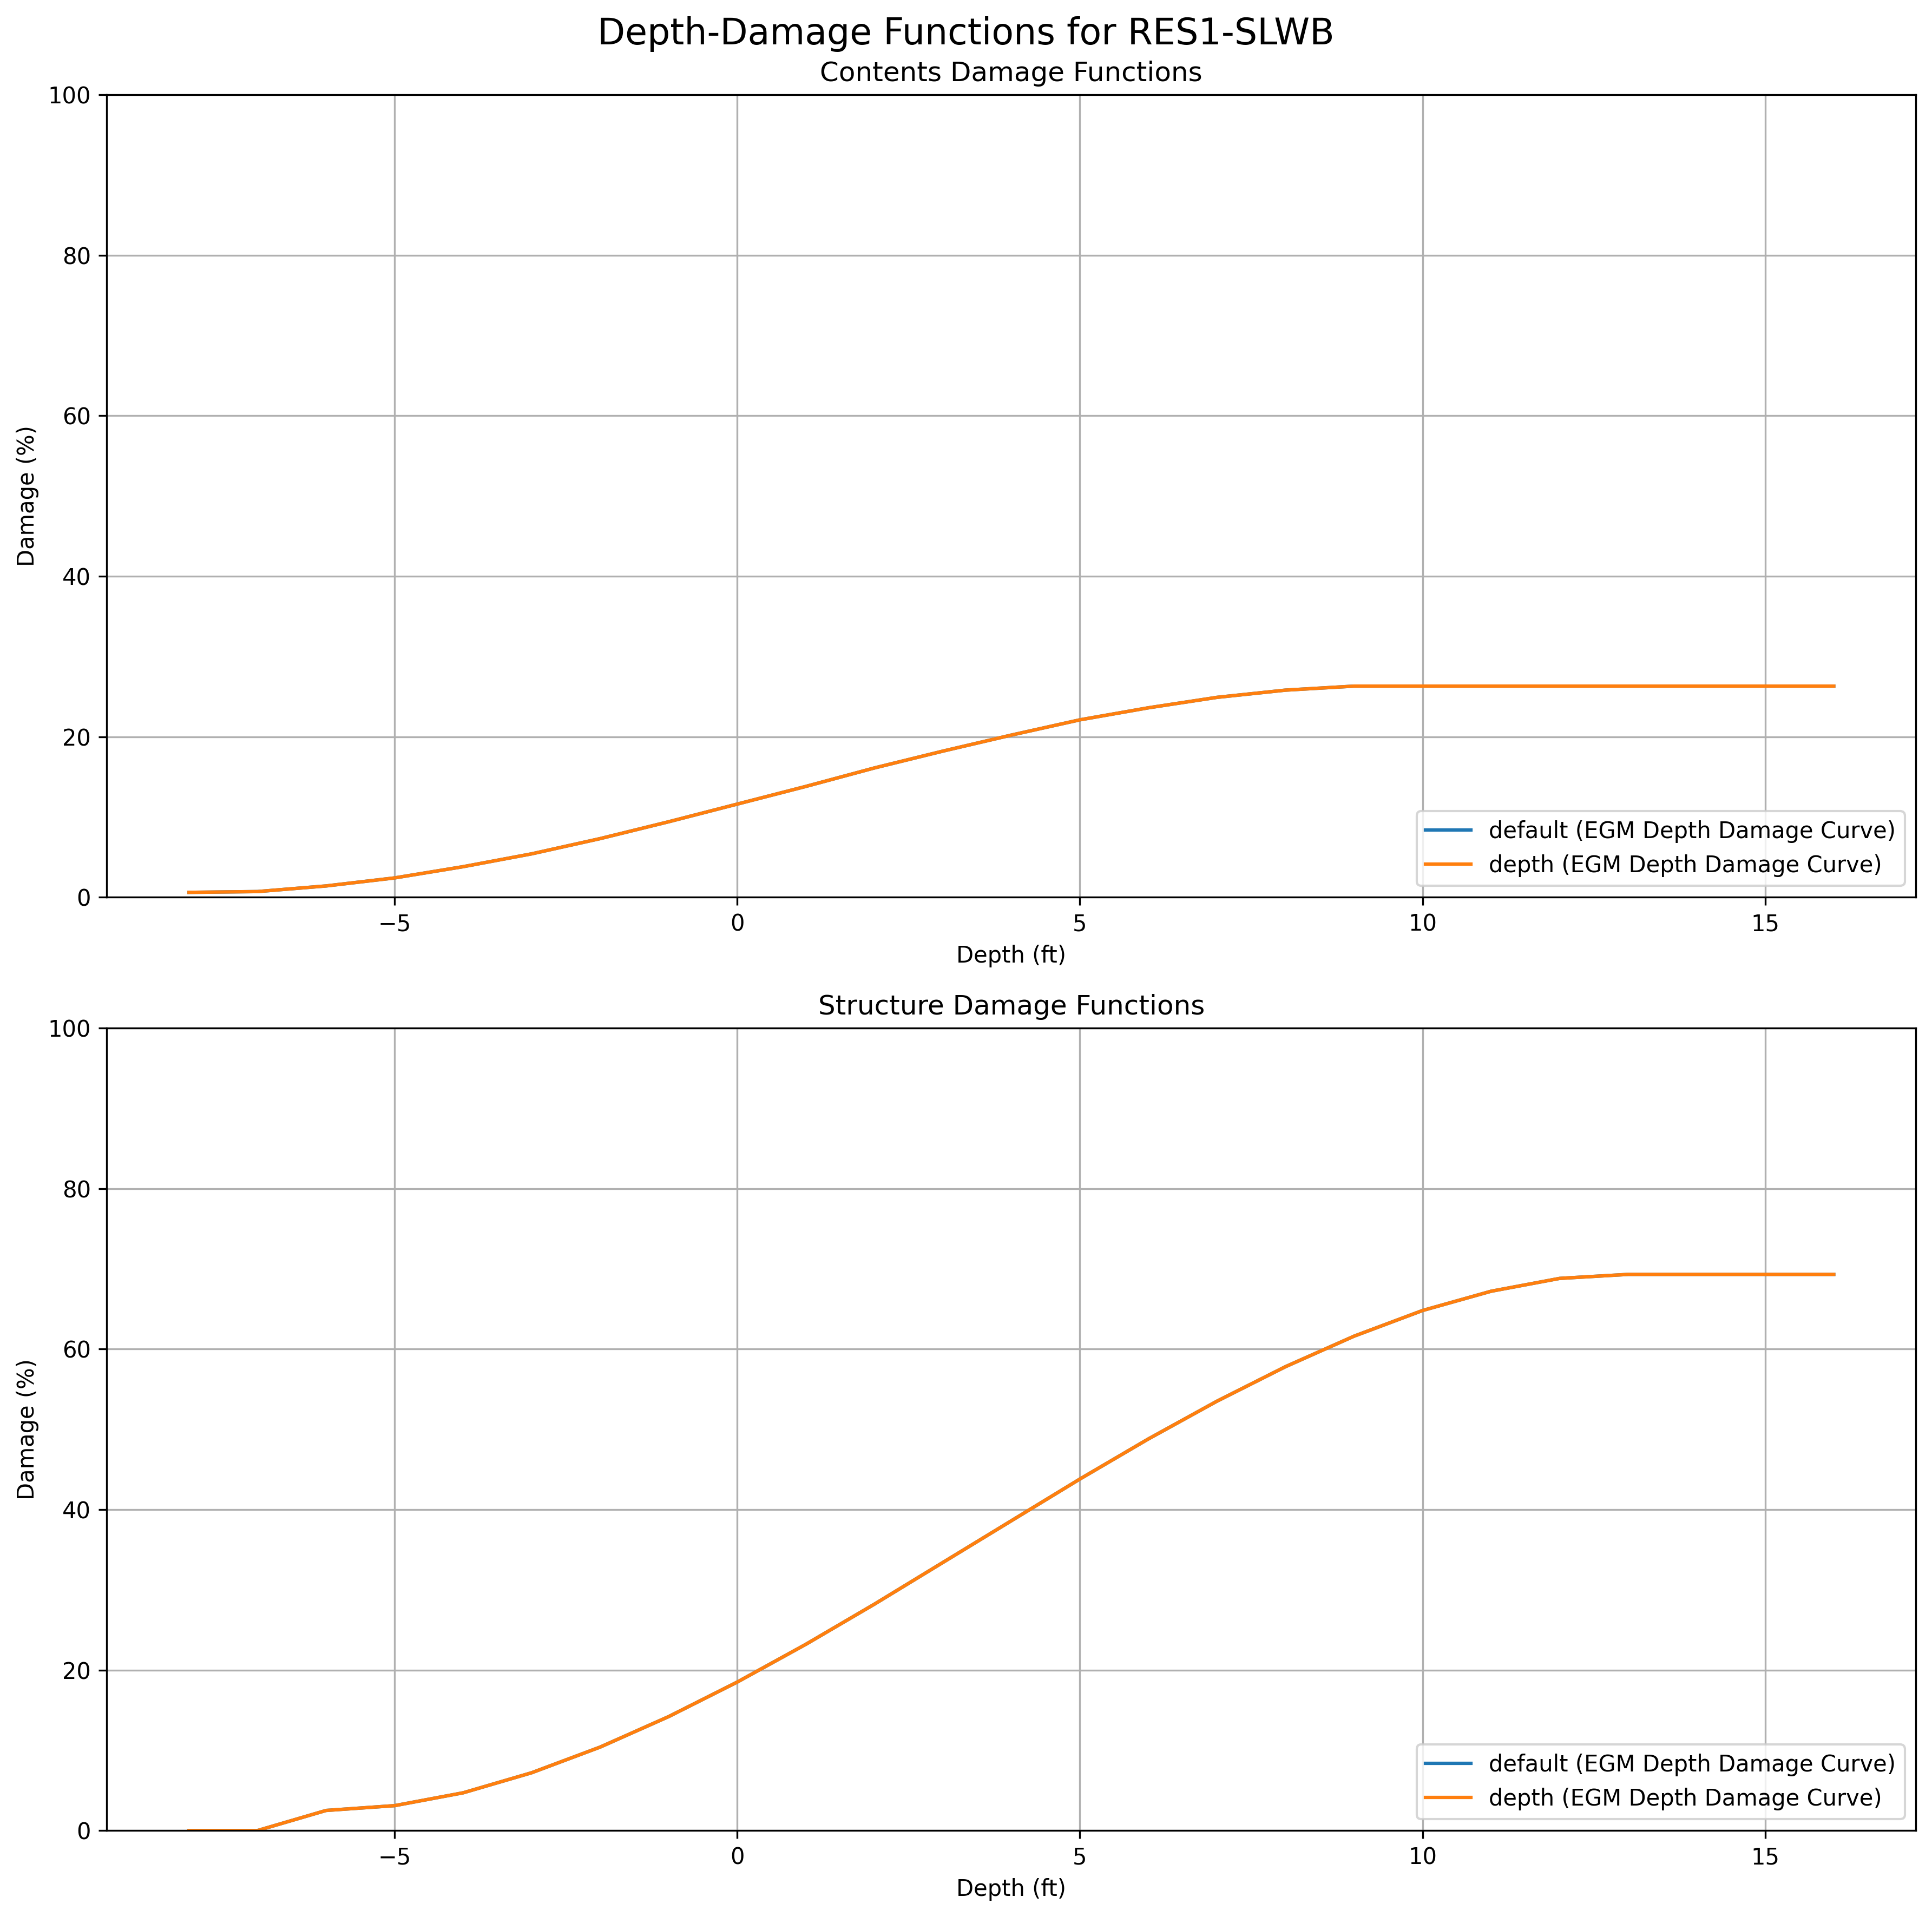 Depth-Damage Functions for RES1-SLWB
Contents Damage Functions
100
80
60
40
20
0
Damage (%)
−5
0
5
10
15
Depth (ft)
default (EGM Depth Damage Curve)
depth (EGM Depth Damage Curve)
Structure Damage Functions
100
80
60
40
20
0
Damage (%)
−5
0
5
10
15
Depth (ft)
default (EGM Depth Damage Curve)
depth (EGM Depth Damage Curve)